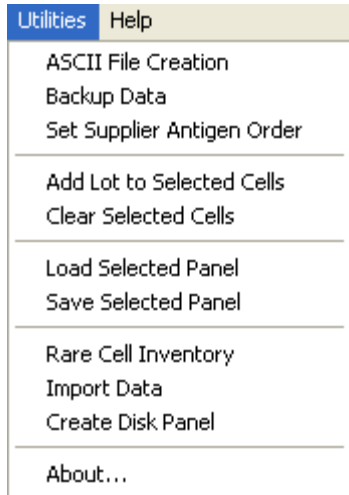 Utilities Help
ASCII File Creation
Backup Data
Set Supplier Antigen Order
Add Lot to Selected Cells
Clear Selected Cells
Load Selected Panel
Save Selected Panel
Rare Cell Inventory
Import Data
Create Disk Panel
About...